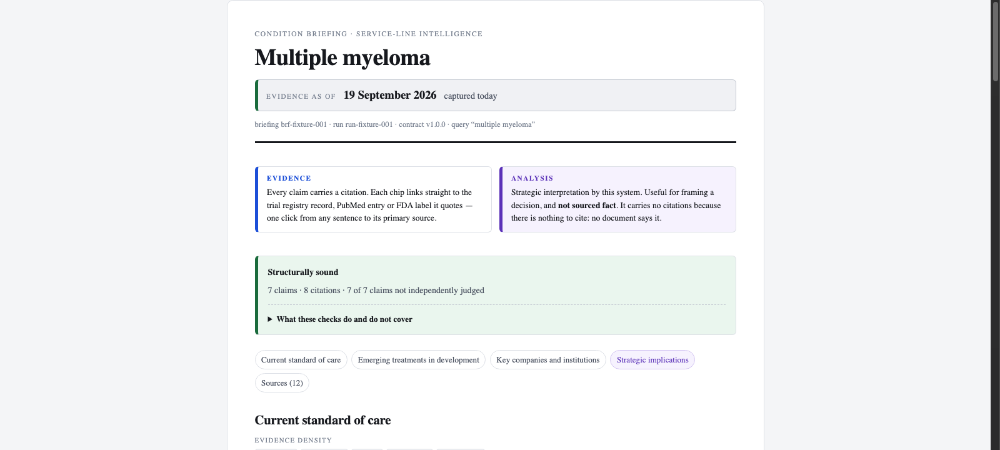 CONDITION BRIEFING · SERVICE-LINE INTELLIGENCE
Multiple myeloma
EVIDENCE AS OF 19 September 2026 captured today
briefing brf-fixture-001 · run run-fixture-001 · contract v1.0.0 · query “multiple myeloma”
EVIDENCE
Every claim carries a citation. Each chip links straight to the
trial registry record, PubMed entry or FDA label it quotes —
one click from any sentence to its primary source.
ANALYSIS
Strategic interpretation by this system. Useful for framing a
decision, and not sourced fact. It carries no citations because
there is nothing to cite: no document says it.
Structurally sound
7 claims · 8 citations · 7 of 7 claims not independently judged
What these checks do and do not cover
Current standard of care
Emerging treatments in development
Key companies and institutions
Strategic implications
Sources (12)
Current standard of care
EVIDENCE DENSITY